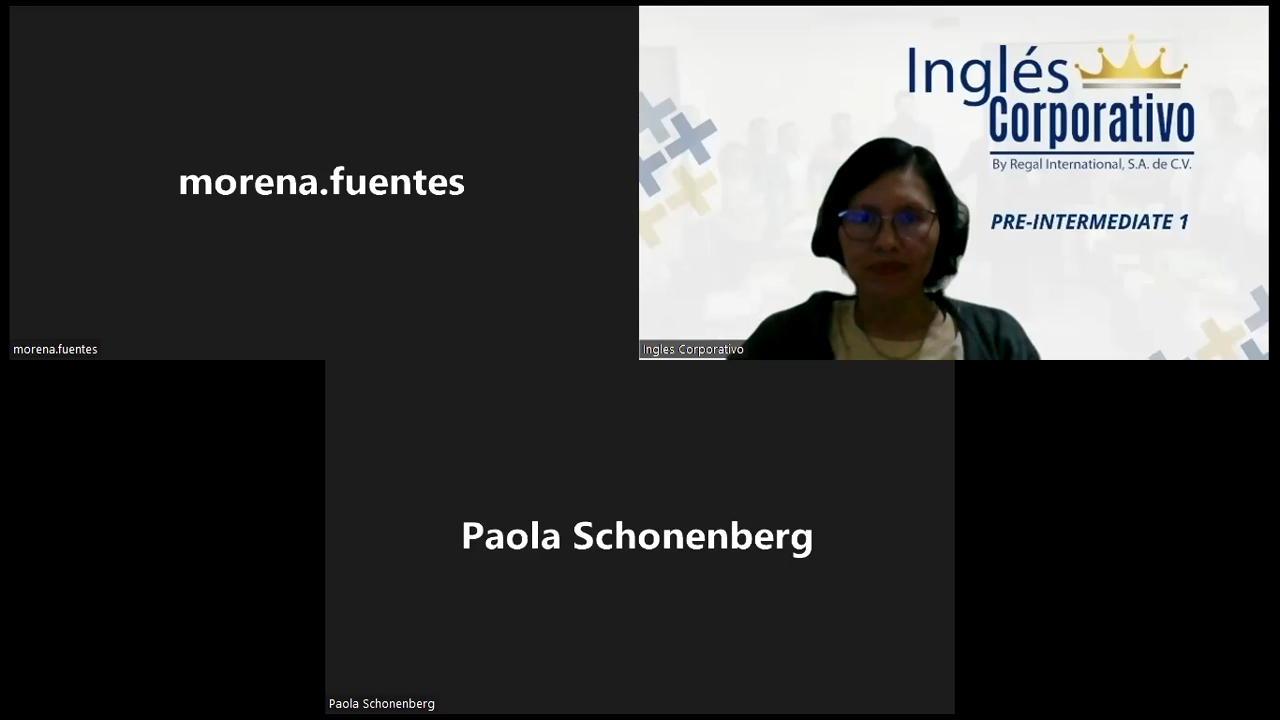 morena.fuentes
morena.fuentes
Inglés
Corporativo
By Regal International, S.A. de C.V.
PRE-INTERMEDIATE 1
Ingles Corporativo
Paola Schonenberg
Paola Schonenberg